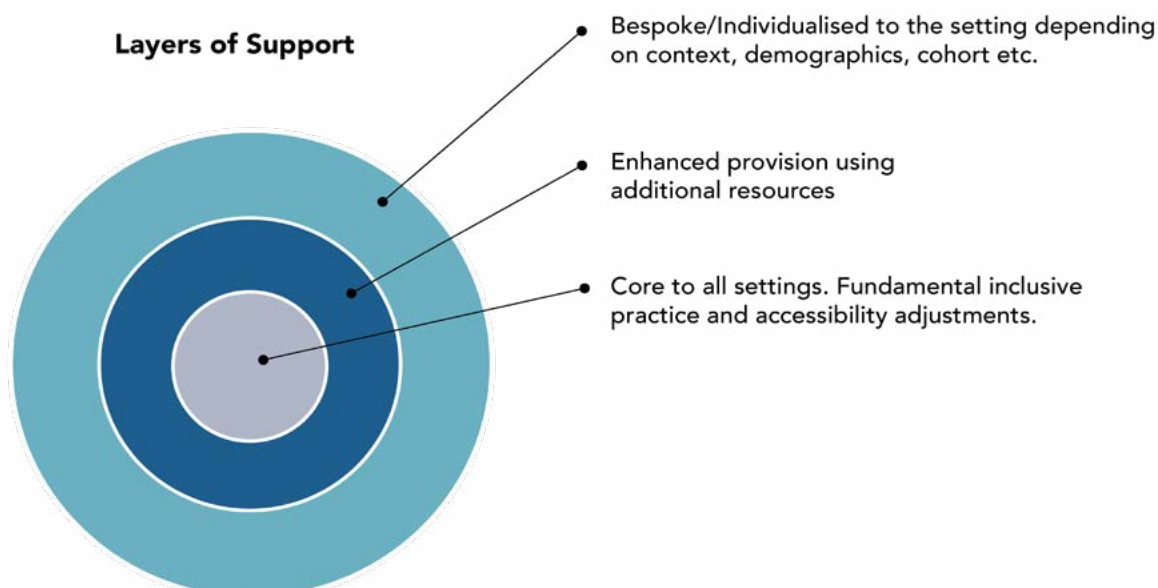 Layers of Support
Bespoke/Individualised to the setting depending
on context, demographics, cohort etc.
Enhanced provision using
additional resources
Core to all settings. Fundamental inclusive
practice and accessibility adjustments.